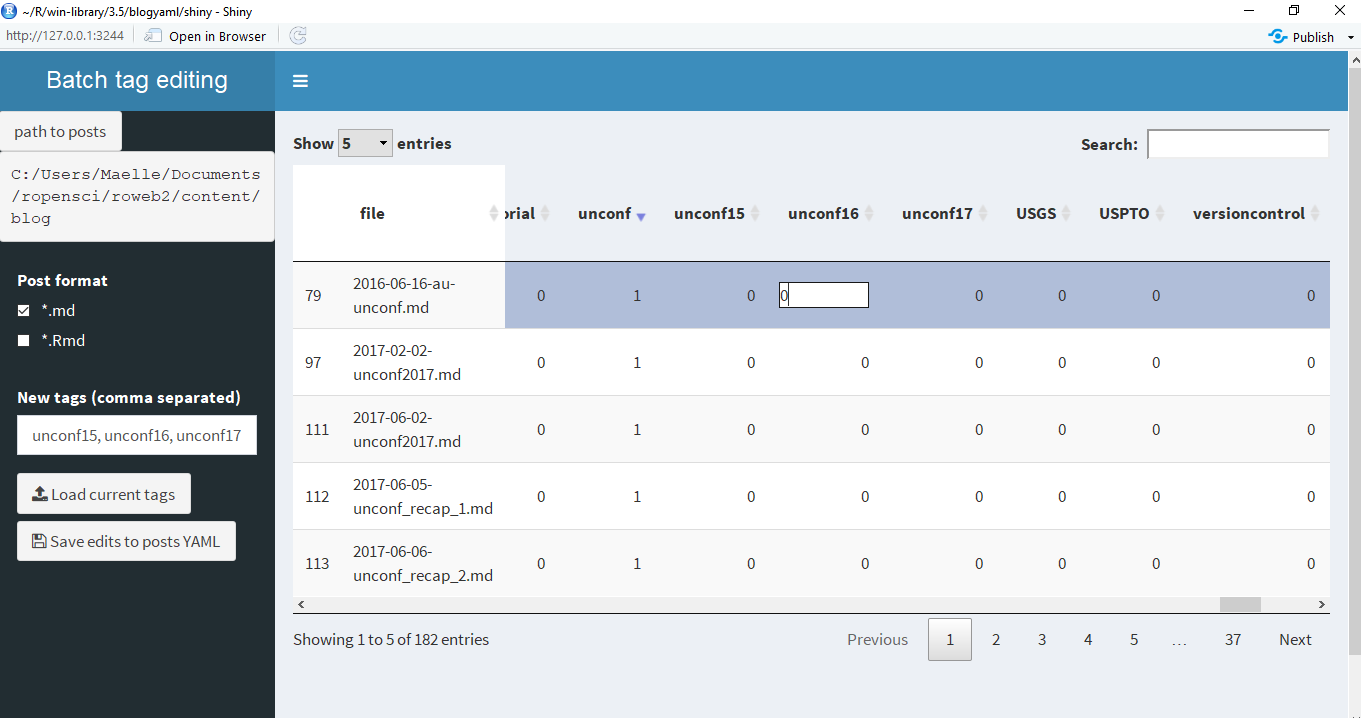 ~/R/win-library/3.5/blogyaml/shiny - Shiny
http://127.0.0.1:3244 Open in Browser Publish
Batch tag editing
path to posts
C:/Users/Maelle/Documents
/ropensci/roweb2/content/
blog
Post format
*.md
*.Rmd
New tags (comma separated)
unconf15, unconf16, unconf17
Load current tags
Save edits to posts YAML
Show 5 entries Search:
file orial unconf unconf15 unconf16 unconf17 USGS USPTO versioncontrol
79 2016-06-16-au- 0 1 0 0 0 0 0 0
unconf.md
97 2017-02-02- 0 1 0 0 0 0 0 0
unconf2017.md
111 2017-06-02- 0 1 0 0 0 0 0 0
unconf2017.md
112 2017-06-05- 0 1 0 0 0 0 0 0
unconf_recap_1.md
113 2017-06-06- 0 1 0 0 0 0 0 0
unconf_recap_2.md
Showing 1 to 5 of 182 entries Previous 1 2 3 4 5 … 37 Next